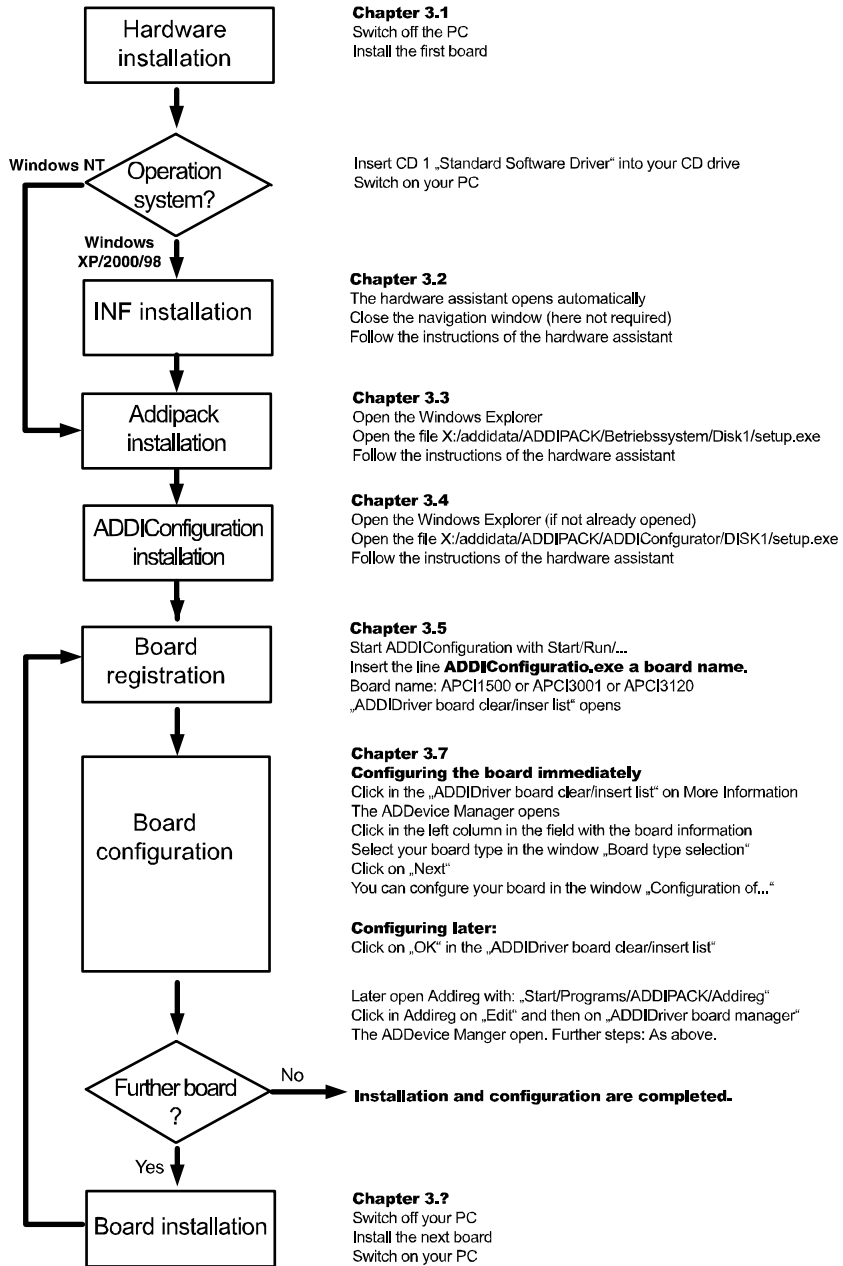 Hardware
installation
Chapter 3.1
Switch off the PC
Install the first board
Windows NT
Operation
system?
Insert CD 1 „Standard Software Driver“ into your CD drive
Switch on your PC
Windows
XP/2000/98
INF installation
Chapter 3.2
The hardware assistant opens automatically
Close the navigation window (here not required)
Follow the instructions of the hardware assistant
Addipack
installation
Chapter 3.3
Open the Windows Explorer
Open the file X:/addidata/ADDIPACK/Betriebssystem/Disk1/setup.exe
Follow the instructions of the hardware assistant
ADDIConfiguration
installation
Chapter 3.4
Open the Windows Explorer (if not already opened)
Open the file X:/addidata/ADDIPACK/ADDIConfgurator/DISK1/setup.exe
Follow the instructions of the hardware assistant
Board
registration
Chapter 3.5
Start ADDIConfiguration with Start/Run/...
Insert the line ADDIConfiguratio.exe a board name.
Board name: APCI1500 or APCI3001 or APCI3120
„ADDIDriver board clear/inser list“ opens
Board
configuration
Chapter 3.7
Configuring the board immediately
Click in the „ADDIDriver board clear/insert list“ on More Information
The ADDevice Manager opens
Click in the left column in the field with the board information
Select your board type in the window „Board type selection“
Click on „Next“
You can confgure your board in the window „Configuration of...“
Configuring later:
Click on „OK“ in the „ADDIDriver board clear/insert list“
Later open Addireg with: „Start/Programs/ADDIPACK/Addireg“
Click in Addireg on „Edit“ and then on „ADDIDriver board manager“
The ADDevice Manger open. Further steps: As above.
Further board
?
No
Installation and configuration are completed.
Yes
Board installation
Chapter 3.?
Switch off your PC
Install the next board
Switch on your PC